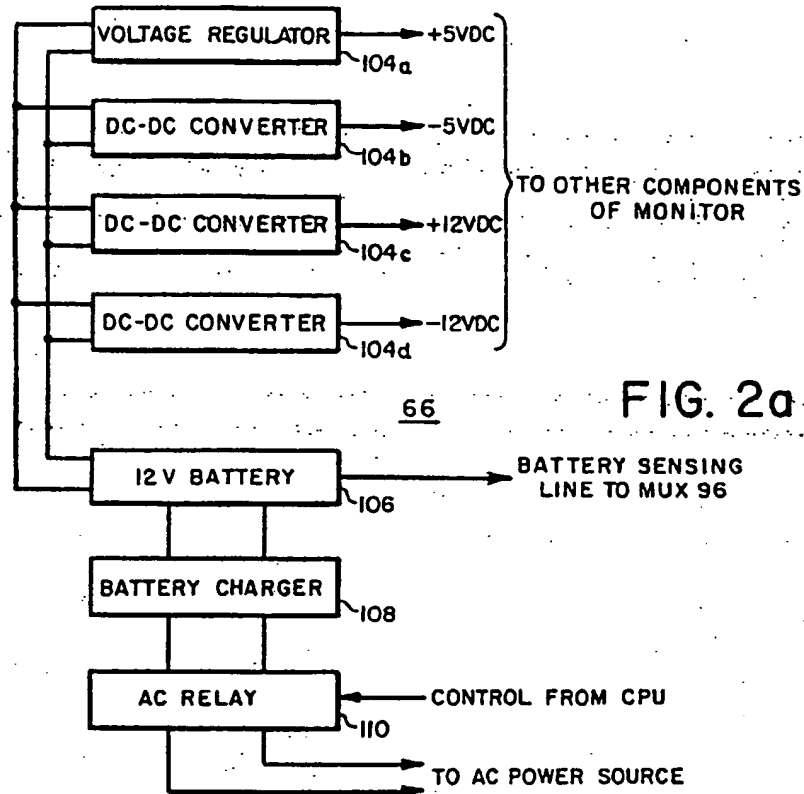 VOLTAGE REGULATOR
+5VDC
104a
DC-DC CONVERTER
-5VDC
104b
TO OTHER COMPONENTS
OF MONITOR
DC-DC CONVERTER
+12VDC
104c
DC-DC CONVERTER
-12VDC
104d
66
FIG. 2a
12V BATTERY
106
BATTERY SENSING
LINE TO MUX 96
BATTERY CHARGER
108
AC RELAY
110
CONTROL FROM CPU
TO AC POWER SOURCE